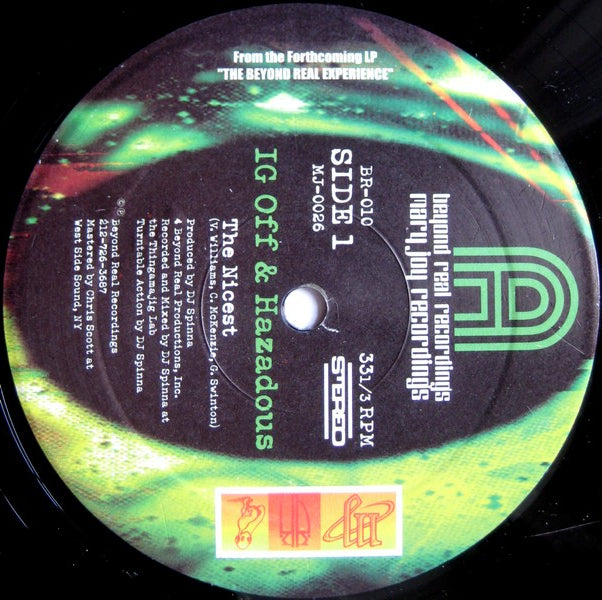 From the Forthcoming LP
"THE BEYOND REAL EXPERIENCE"
beyond real recordings
mary joy recordings
BR-010
SIDE 1
MJ-0026
33 1/3 RPM
STEREO
IG Off & Hazadous
The Nicest
(V. Williams, C. McKenzie, G. Swinton)
Produced by DJ Spinna
4 Beyond Real Productions, Inc.
Recorded and Mixed by DJ Spinna at
the Thingamajig Lab
Turntable Action by DJ Spinna
©℗ Beyond Real Recordings
212-726-3687
Mastered by Chris Scott at
West Side Sound, NY